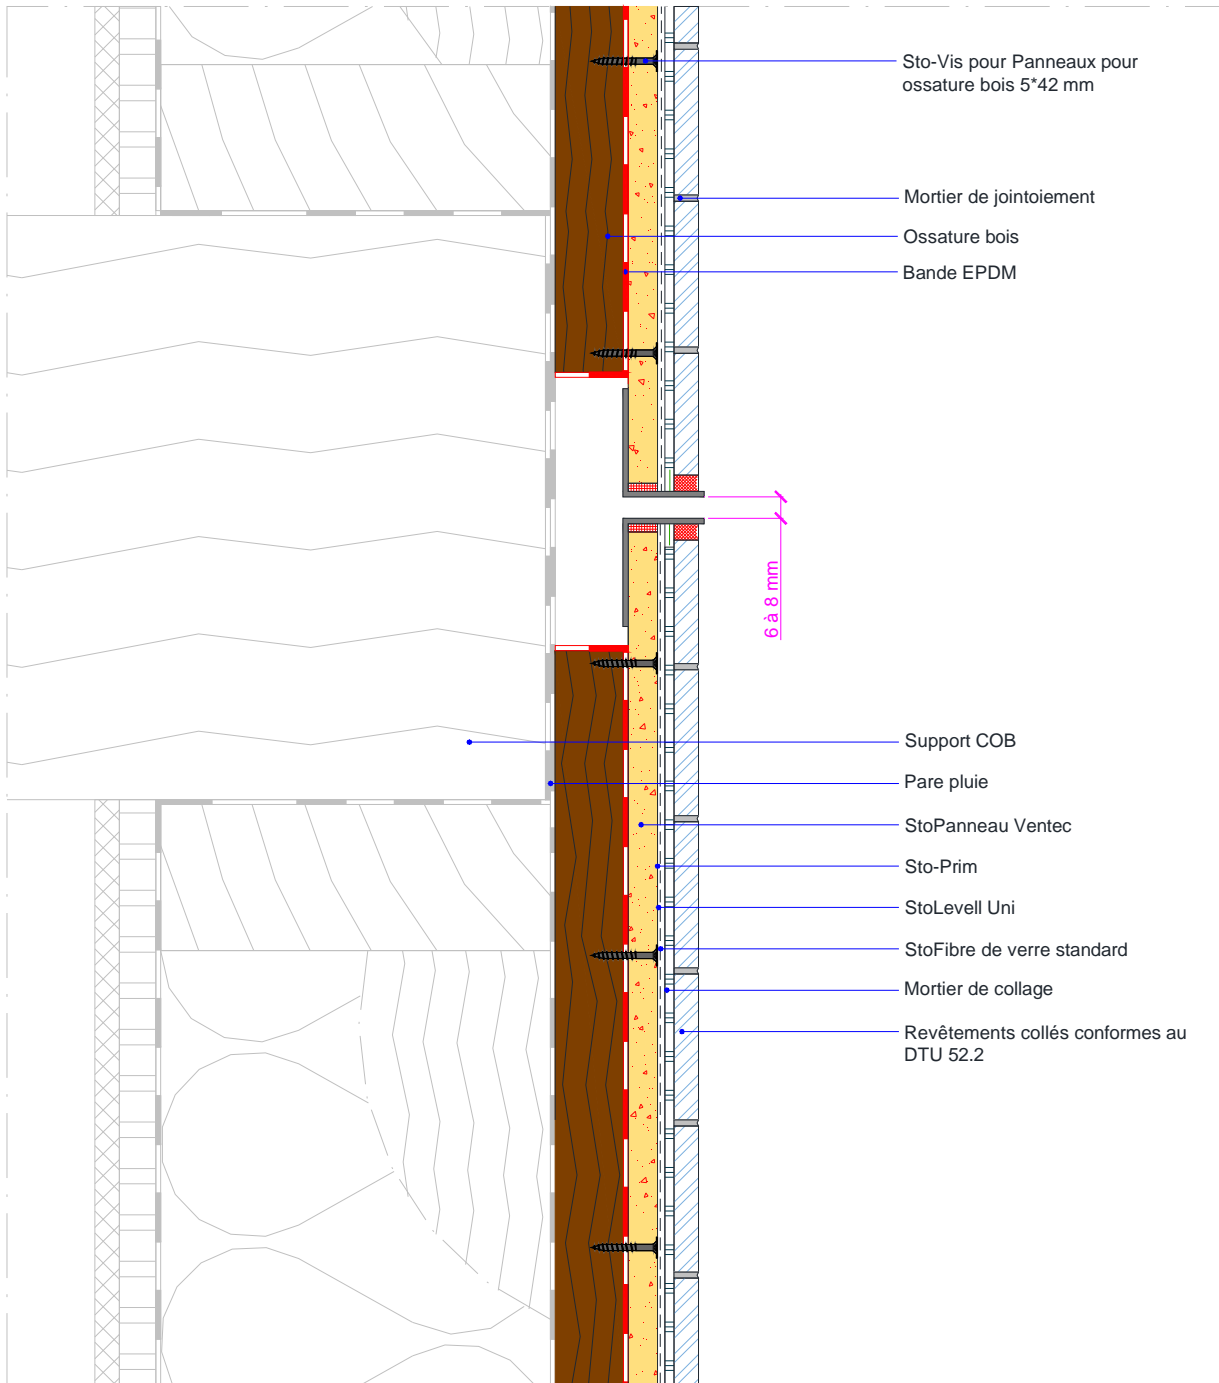 Sto-Vis pour Panneaux pour
ossature bois 5*42 mm
Mortier de jointoiement
Ossature bois
Bande EPDM
6 à 8 mm
Support COB
Pare pluie
StoPanneau Ventec
Sto-Prim
StoLevell Uni
StoFibre de verre standard
Mortier de collage
Revêtements collés conformes au
DTU 52.2